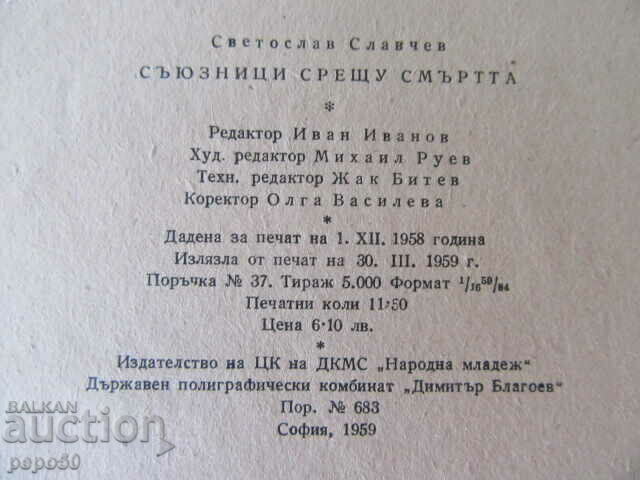 Светослав Славчев
СЪЮЗНИЦИ СРЕЩУ СМЪРТТА
*
Редактор Иван Иванов
Худ. редактор Михаил Руев
Техн. редактор Жак Битев
Коректор Олга Василева
*
Дадена за печат на 1. XII. 1958 година
Излязла от печат на 30. III. 1959 г.
Поръчка № 37. Тираж 5.000 Формат 1/16 50/84
Печатни коли 11·50
Цена 6·10 лв.
*
Издателство на ЦК на ДКМС „Народна младеж“
Държавен полиграфически комбинат „Димитър Благоев“
Пор. № 683
София, 1959
BALKAN
auction
papo50